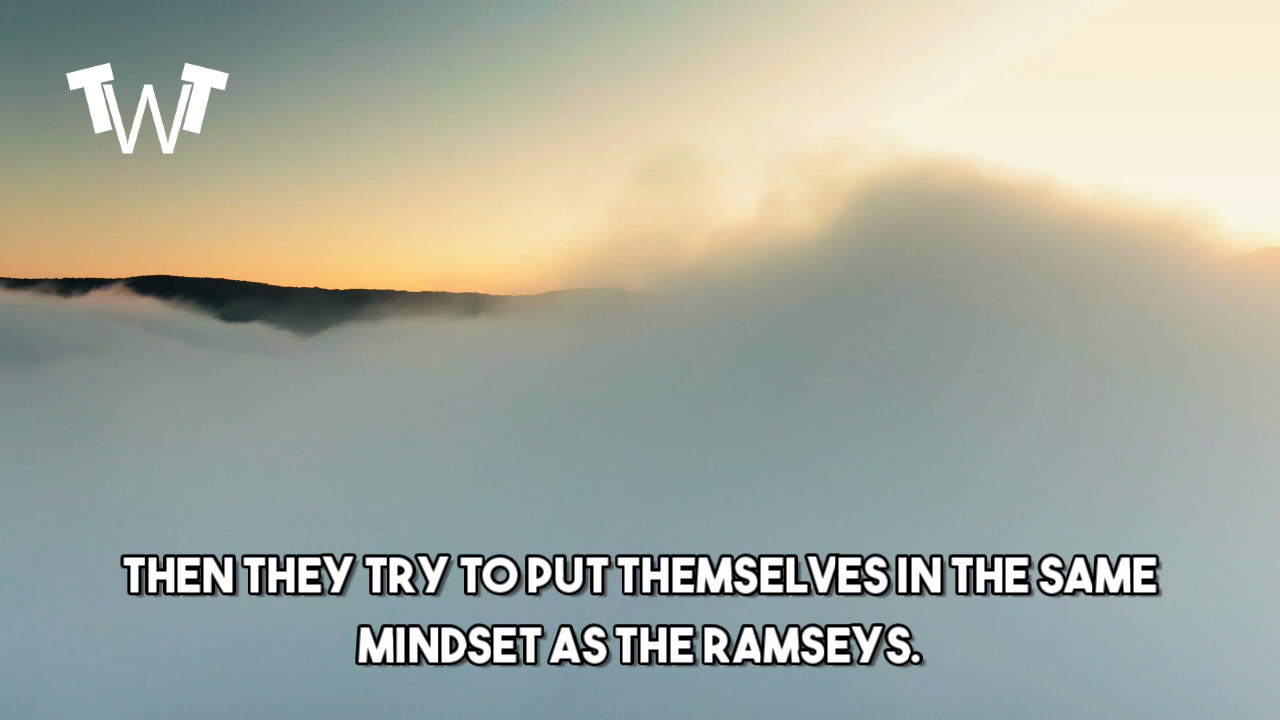 TWT
THEN THEY TRY TO PUT THEMSELVES IN THE SAME
MINDSET AS THE RAMSEYS.